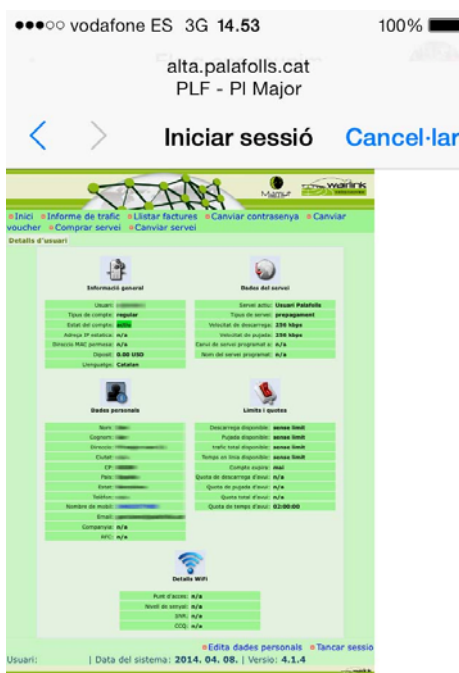 vodafone ES 3G 14.53 100%
alta.palafolls.cat
PLF - Pl Major
Iniciar sessió Cancel·lar
wairlink
Inici Informe de trafic Llistar factures Canviar contrasenya Canviar
voucher Comprar servei Canviar servei
Detalls d'usuari
Informació general
Usuari:
Tipus de compte: regular
Estat del compte:
Adreça IP estatica: n/a
Direccio MAC permesa: n/a
Diposit: 0.00 USD
Llenguatge: Catalan
Dades del servei
Servei actiu: Usuari Palafolls
Tipus de servei: prepagament
Velocitat de descarrega: 256 kbps
Velocitat de pujada: 256 kbps
Canvi de servei programat a: n/a
Nom del servei programat: n/a
Dades personals
Nom:
Cognom:
Direccio:
Ciutat:
CP:
Pais:
Estat:
Telèfon:
Nombre de mobil:
Email:
Companyia: n/a
RFC: n/a
Limits i quotes
Descarrega disponible: sense limit
Pujada disponible: sense limit
trafic total disponible: sense limit
Temps en linia disponible: sense limit
Compte expira: mai
Quota de descarrega d'avui: n/a
Quota de pujada d'avui: n/a
Quota total d'avui: n/a
Quota de temps d'avui: 02:00:00
Detalls WiFi
Punt d'acces: n/a
Nivell de senyal: n/a
SNR: n/a
CCQ: n/a
Edita dades personals Tancar sessio
Usuari: | Data del sistema: 2014. 04. 08. | Versio: 4.1.4